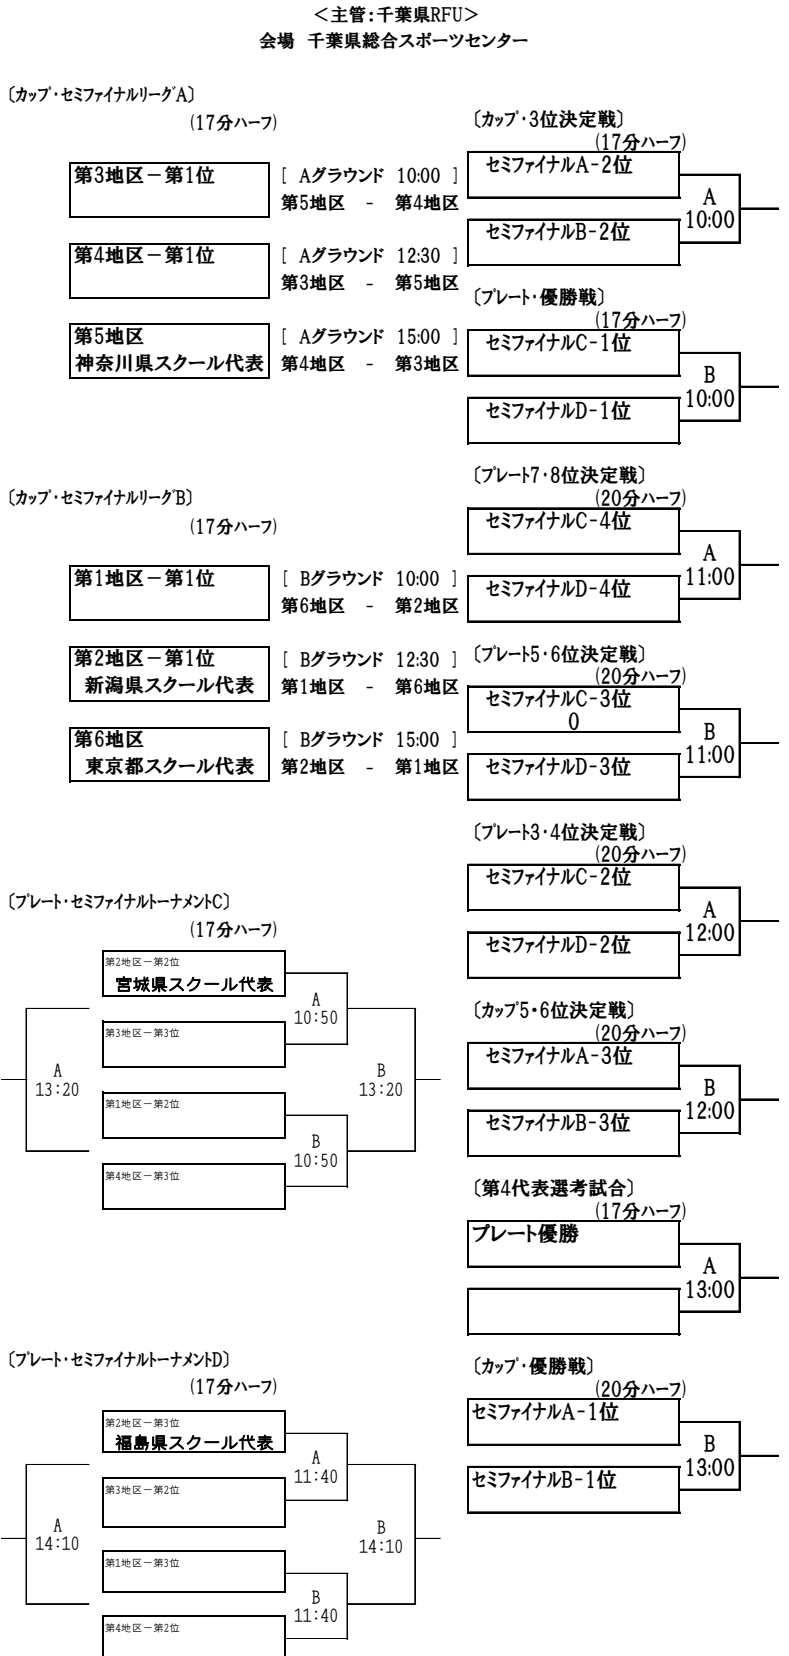 ＜主管：千葉県RFU＞
会場 千葉県総合スポーツセンター
〔カップ・セミファイナルリーグA〕
(17分ハーフ)
第3地区－第1位
[ Aグラウンド 10:00 ]
第5地区 - 第4地区
第4地区－第1位
[ Aグラウンド 12:30 ]
第3地区 - 第5地区
第5地区
神奈川県スクール代表
[ Aグラウンド 15:00 ]
第4地区 - 第3地区
〔カップ・セミファイナルリーグB〕
(17分ハーフ)
第1地区－第1位
[ Bグラウンド 10:00 ]
第6地区 - 第2地区
第2地区－第1位
新潟県スクール代表
[ Bグラウンド 12:30 ]
第1地区 - 第6地区
第6地区
東京都スクール代表
[ Bグラウンド 15:00 ]
第2地区 - 第1地区
〔プレート・セミファイナルトーナメントC〕
(17分ハーフ)
第2地区－第2位
宮城県スクール代表
A
10:50
第3地区－第3位
A
13:20
B
13:20
第1地区－第2位
B
10:50
第4地区－第3位
〔プレート・セミファイナルトーナメントD〕
(17分ハーフ)
第2地区－第3位
福島県スクール代表
A
11:40
第3地区－第2位
A
14:10
B
14:10
第1地区－第3位
B
11:40
第4地区－第2位
〔カップ・3位決定戦〕
(17分ハーフ)
セミファイナルA-2位
A
10:00
セミファイナルB-2位
〔プレート・優勝戦〕
(17分ハーフ)
セミファイナルC-1位
B
10:00
セミファイナルD-1位
〔プレート7・8位決定戦〕
(20分ハーフ)
セミファイナルC-4位
A
11:00
セミファイナルD-4位
〔プレート5・6位決定戦〕
(20分ハーフ)
セミファイナルC-3位
0
B
11:00
セミファイナルD-3位
〔プレート3・4位決定戦〕
(20分ハーフ)
セミファイナルC-2位
A
12:00
セミファイナルD-2位
〔カップ5・6位決定戦〕
(20分ハーフ)
セミファイナルA-3位
B
12:00
セミファイナルB-3位
〔第4代表選考試合〕
(17分ハーフ)
プレート優勝
A
13:00
〔カップ・優勝戦〕
(20分ハーフ)
セミファイナルA-1位
B
13:00
セミファイナルB-1位